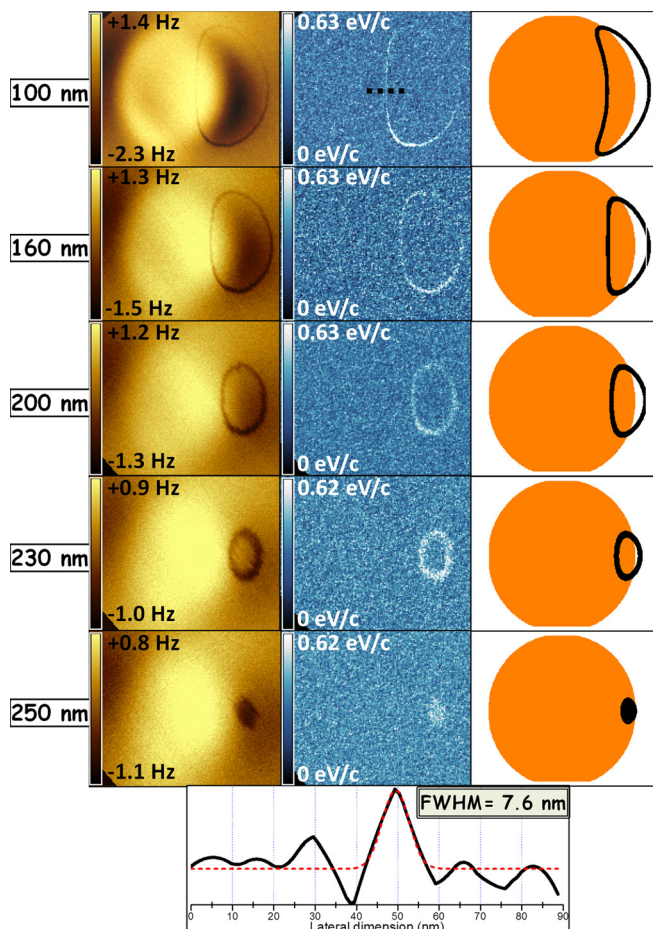 +1.4 Hz 0.63 eV/c
100 nm
-2.3 Hz 0 eV/c
+1.3 Hz 0.63 eV/c
160 nm
-1.5 Hz 0 eV/c
+1.2 Hz 0.63 eV/c
200 nm
-1.3 Hz 0 eV/c
+0.9 Hz 0.62 eV/c
230 nm
-1.0 Hz 0 eV/c
+0.8 Hz 0.62 eV/c
250 nm
-1.1 Hz 0 eV/c
FWHM= 7.6 nm
0 10 20 30 40 50 60 70 80 90
Lateral dimension (nm)